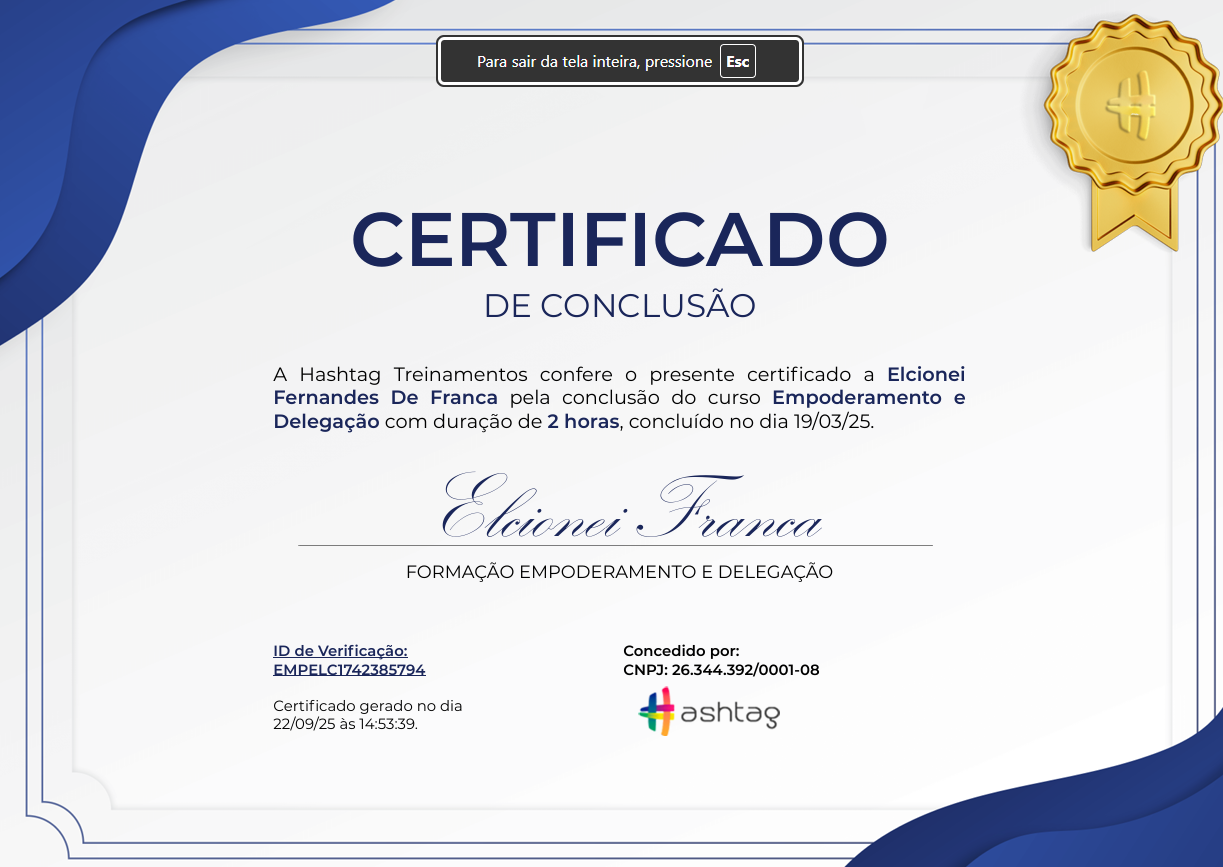 Para sair da tela inteira, pressione Esc
CERTIFICADO
DE CONCLUSÃO
A Hashtag Treinamentos confere o presente certificado a Elcionei
Fernandes De Franca pela conclusão do curso Empoderamento e
Delegação com duração de 2 horas, concluído no dia 19/03/25.
Elcionei Franca
FORMAÇÃO EMPODERAMENTO E DELEGAÇÃO
ID de Verificação:
EMPELC1742385794
Certificado gerado no dia
22/09/25 às 14:53:39.
Concedido por:
CNPJ: 26.344.392/0001-08
#ashtag